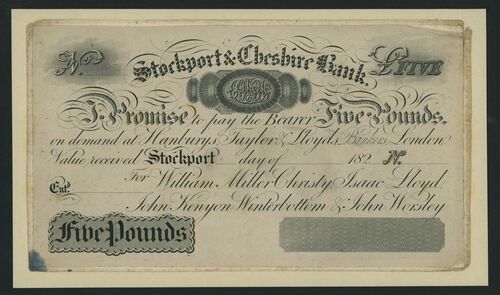 No. Stockport & Cheshire Bank. £ FIVE
I Promise to pay the Bearer Five Pounds,
on demand at Hanburys, Taylor & Lloyds, Bankers, London
Value received Stockport day of 182 No.
Entd. For William Miller Christy, Isaac Lloyd.
John Kenyon Winterbottom & John Worsley
Five Pounds